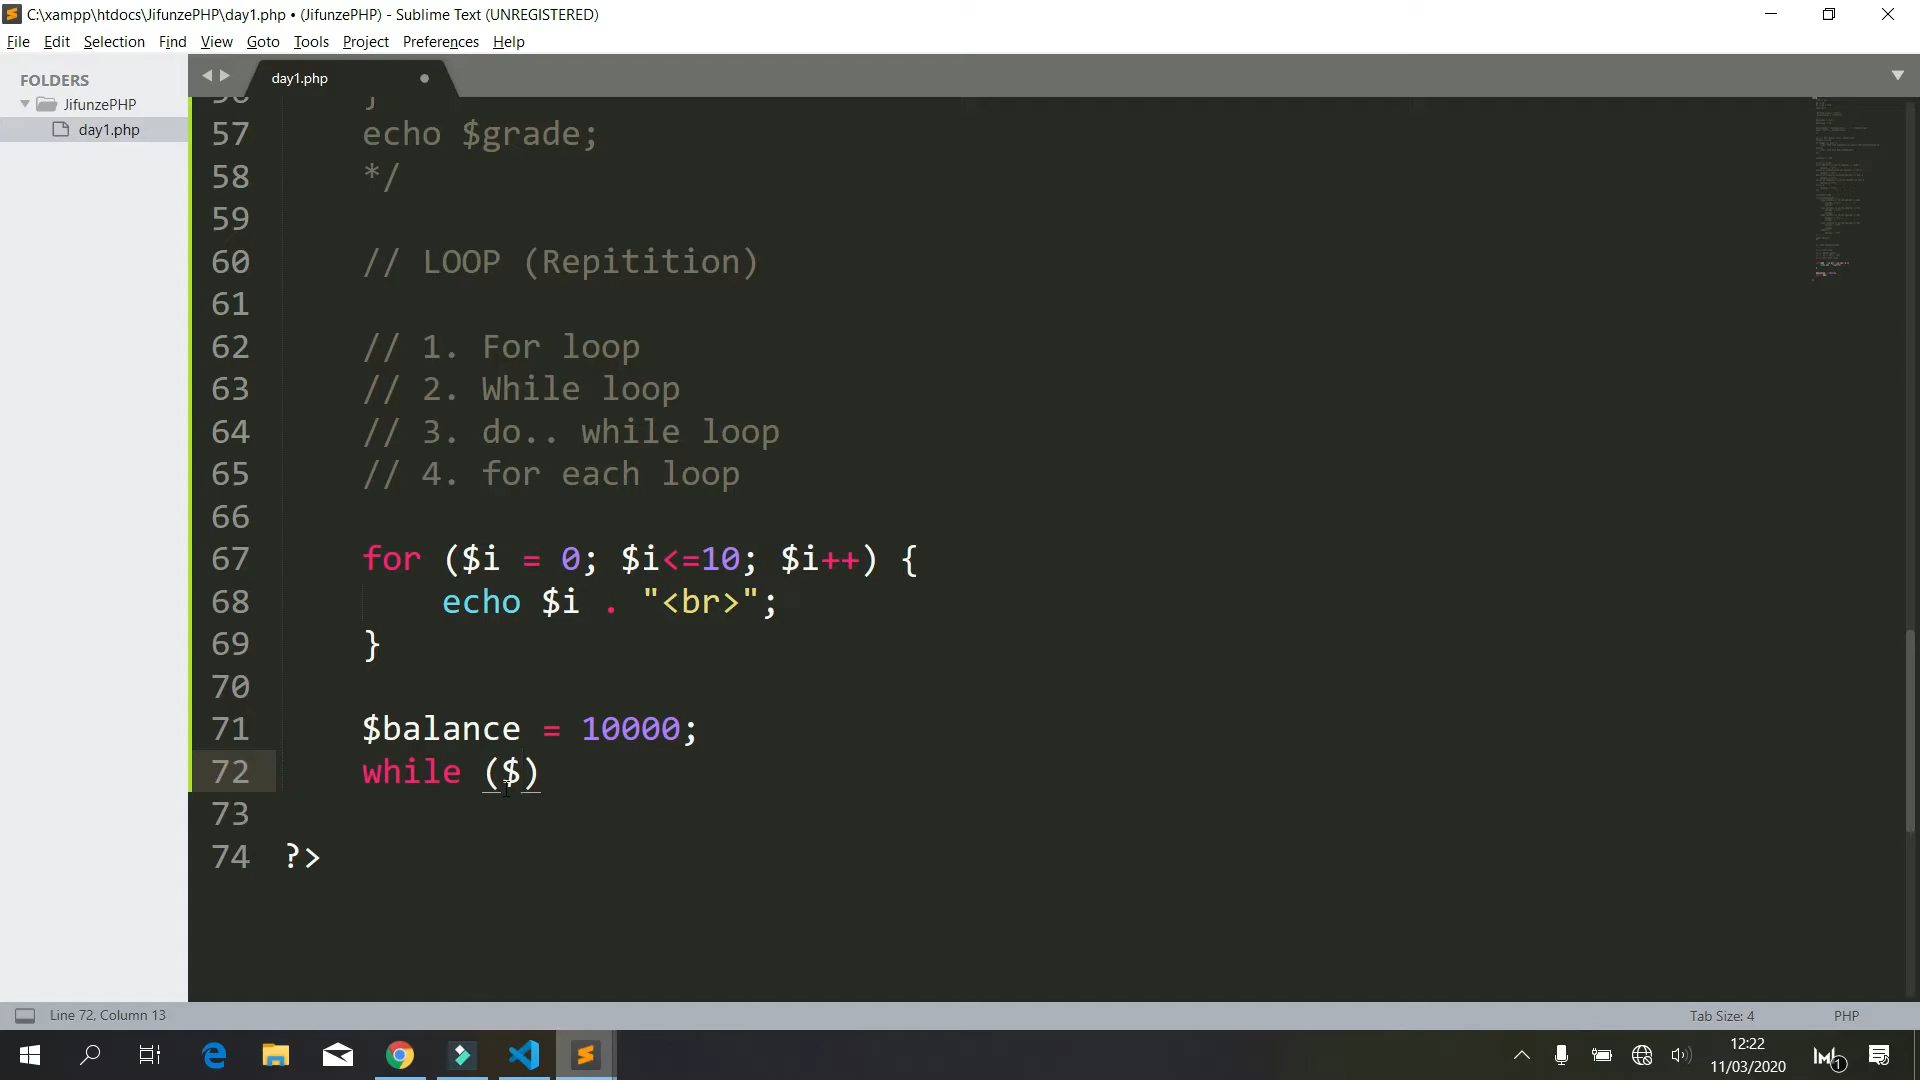 C:\xampp\htdocs\JifunzePHP\day1.php • (JifunzePHP) - Sublime Text (UNREGISTERED)
File Edit Selection Find View Goto Tools Project Preferences Help
FOLDERS
JifunzePHP
day1.php
day1.php
57 echo $grade;
58 */
59
60 // LOOP (Repitition)
61
62 // 1. For loop
63 // 2. While loop
64 // 3. do.. while loop
65 // 4. for each loop
66
67 for ($i = 0; $i<=10; $i++) {
68 echo $i . "<br>";
69 }
70
71 $balance = 10000;
72 while ($)
73
74 ?>
Line 72, Column 13
Tab Size: 4
PHP
12:22
11/03/2020
1